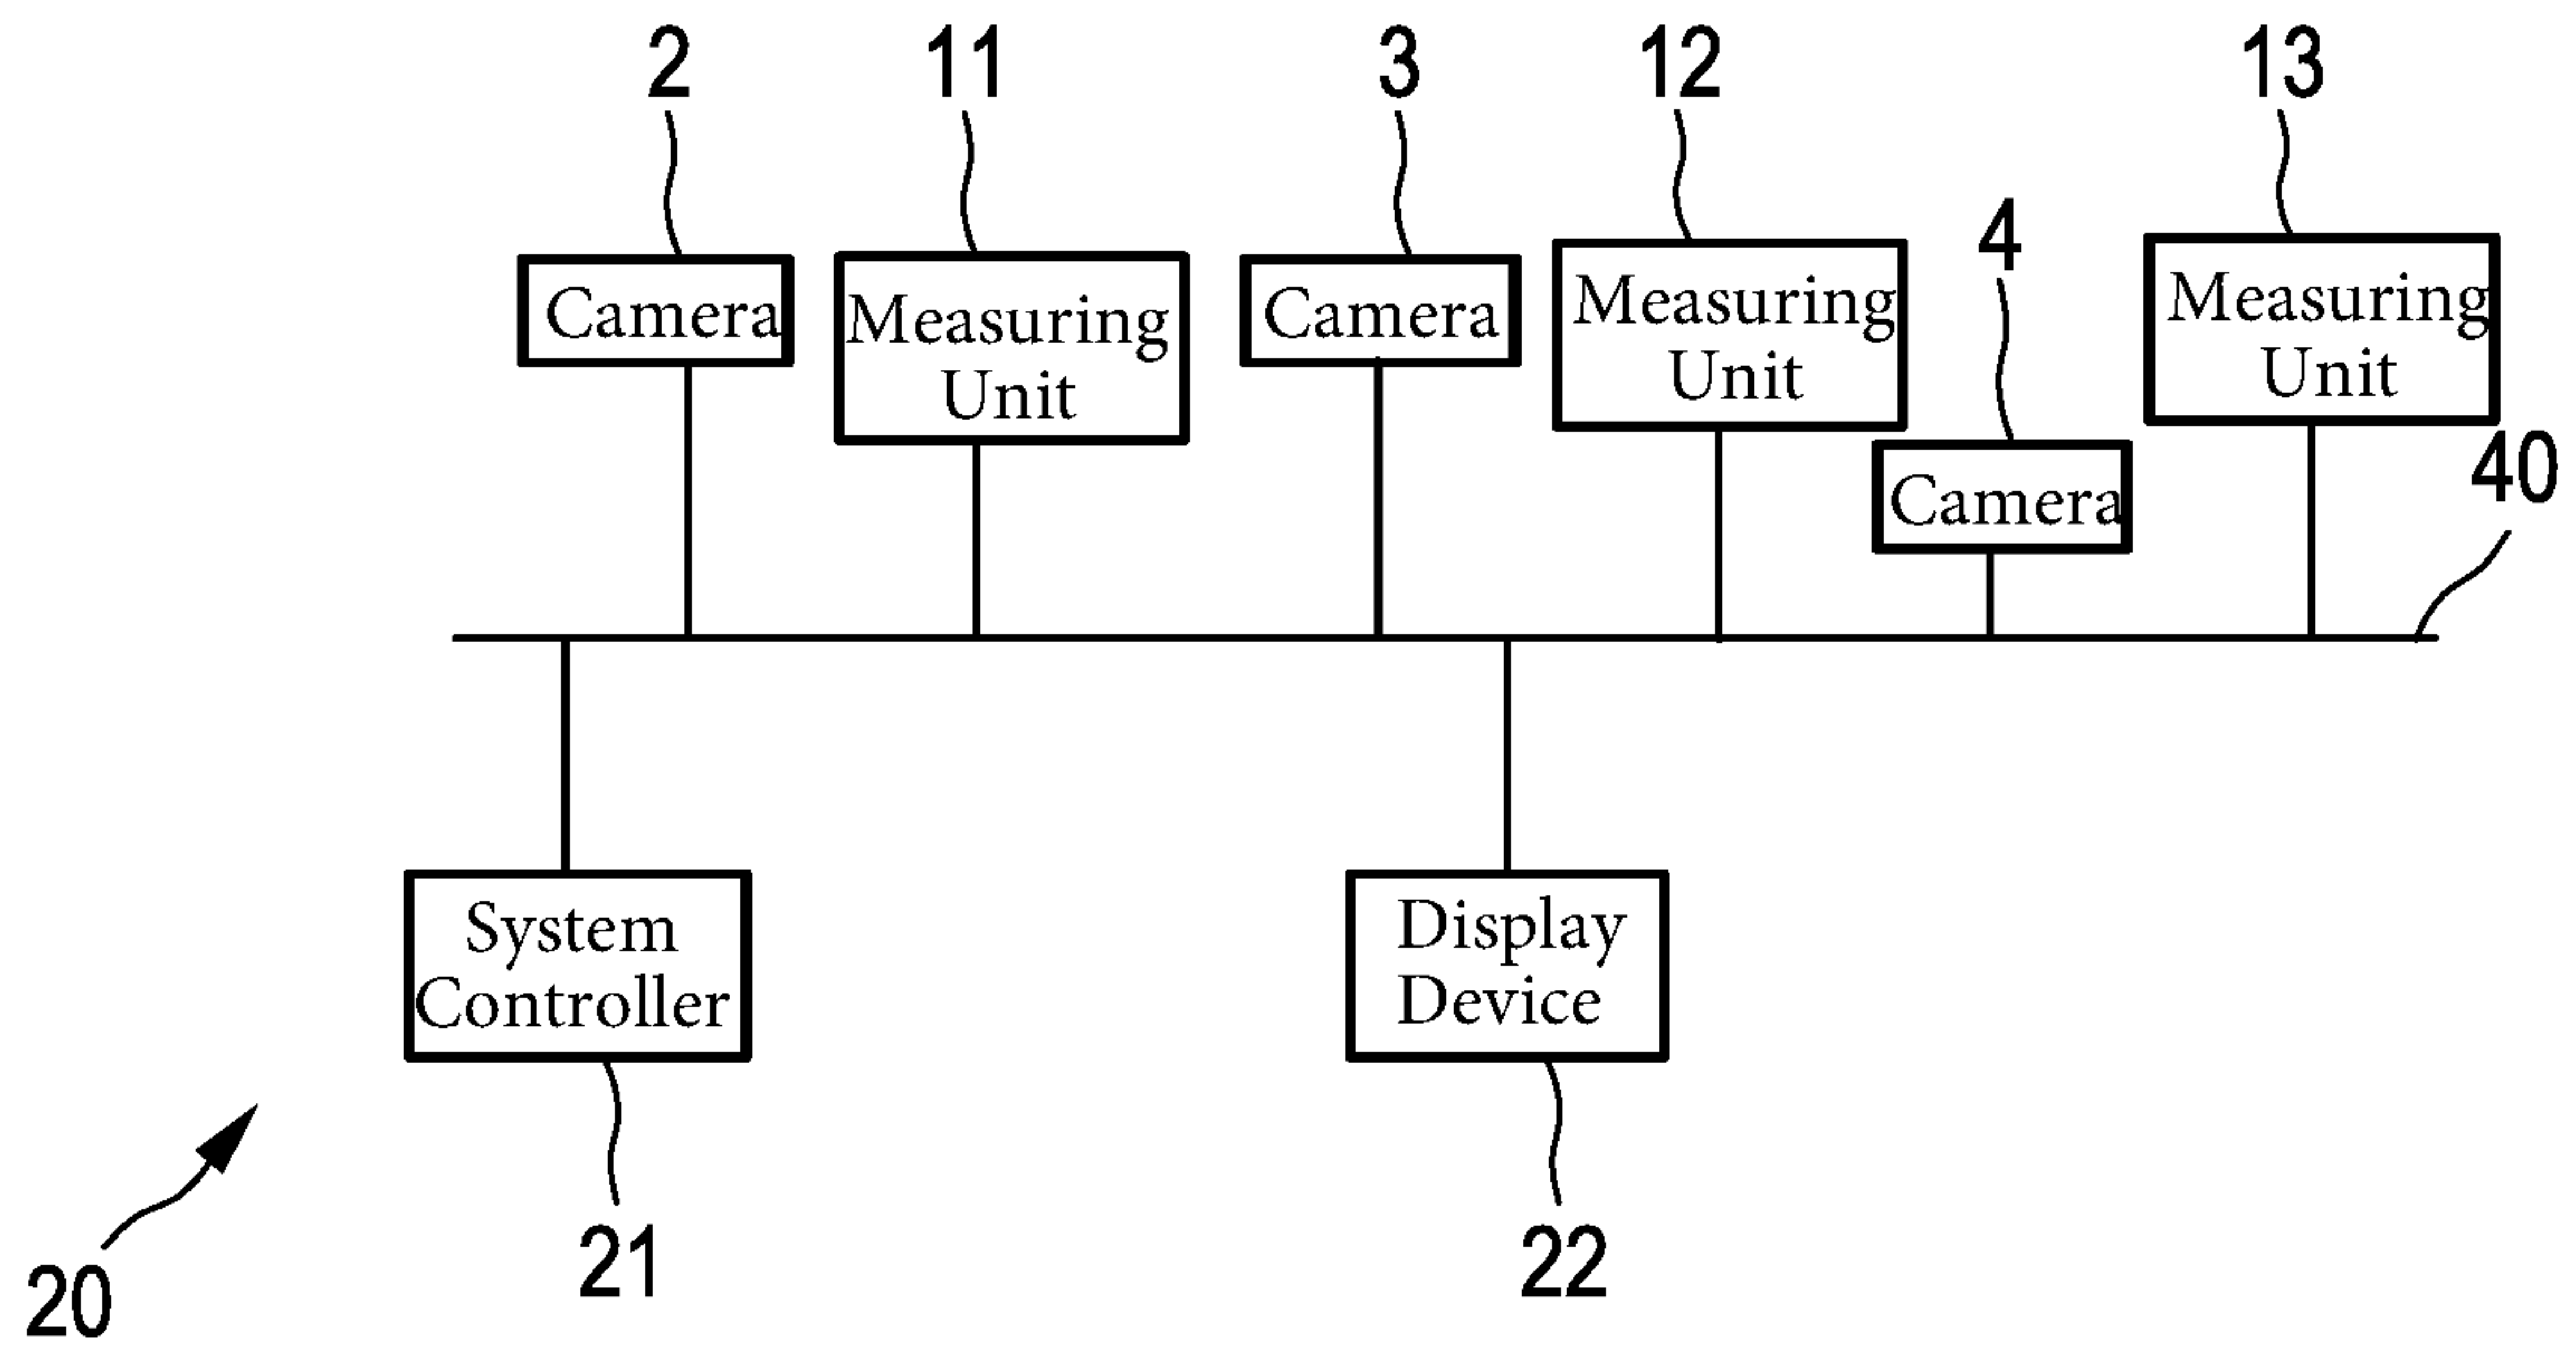 2
11
3
12
13
4
Camera
Measuring
Unit
Camera
Measuring
Unit
Measuring
Unit
Camera
40
System
Controller
Display
Device
21
22
20